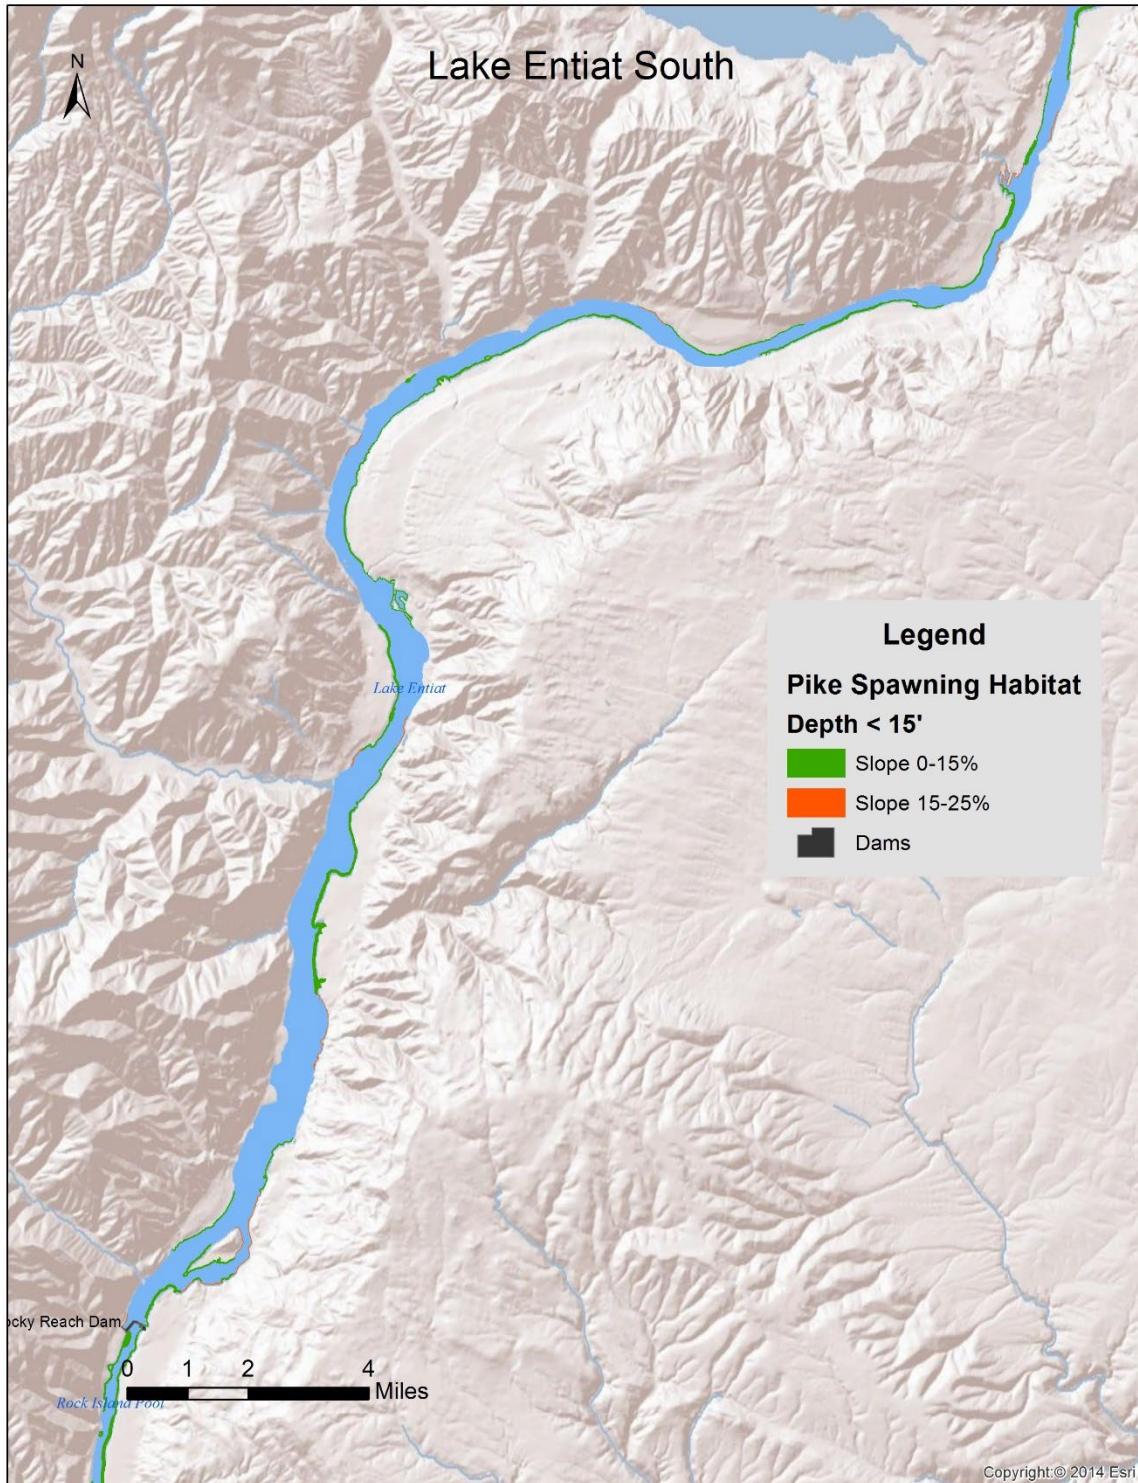 Lake Entiat South
N
Lake Entiat
Legend
Pike Spawning Habitat
Depth < 15'
Slope 0-15%
Slope 15-25%
Dams
ocky Reach Dam
0 1 2 4
Miles
Rock Island Pool
Copyright:© 2014 Esri